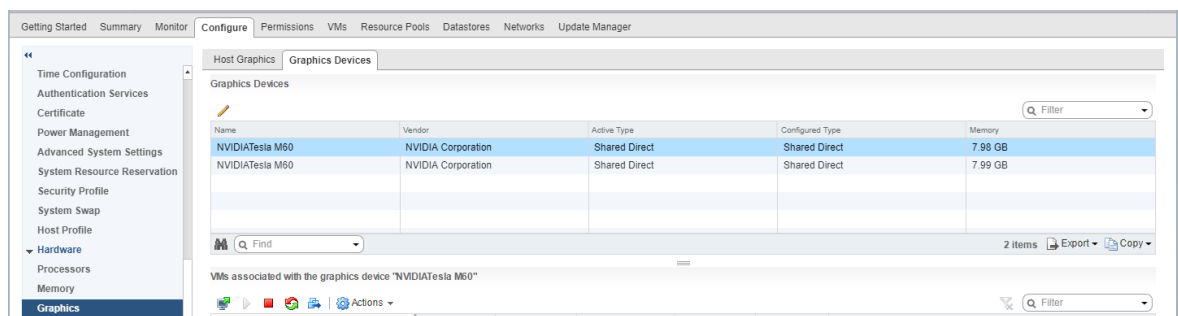 Getting Started Summary Monitor Configure Permissions VMs Resource Pools Datastores Networks Update Manager
Time Configuration
Authentication Services
Certificate
Power Management
Advanced System Settings
System Resource Reservation
Security Profile
System Swap
Host Profile
Hardware
Processors
Memory
Graphics
Host Graphics Graphics Devices
Graphics Devices
Filter
Name Vendor Active Type Configured Type Memory
NVIDIATesla M60 NVIDIA Corporation Shared Direct Shared Direct 7.98 GB
NVIDIATesla M60 NVIDIA Corporation Shared Direct Shared Direct 7.99 GB
Find 2 items Export Copy
VMs associated with the graphics device "NVIDIATesla M60"
Actions Filter